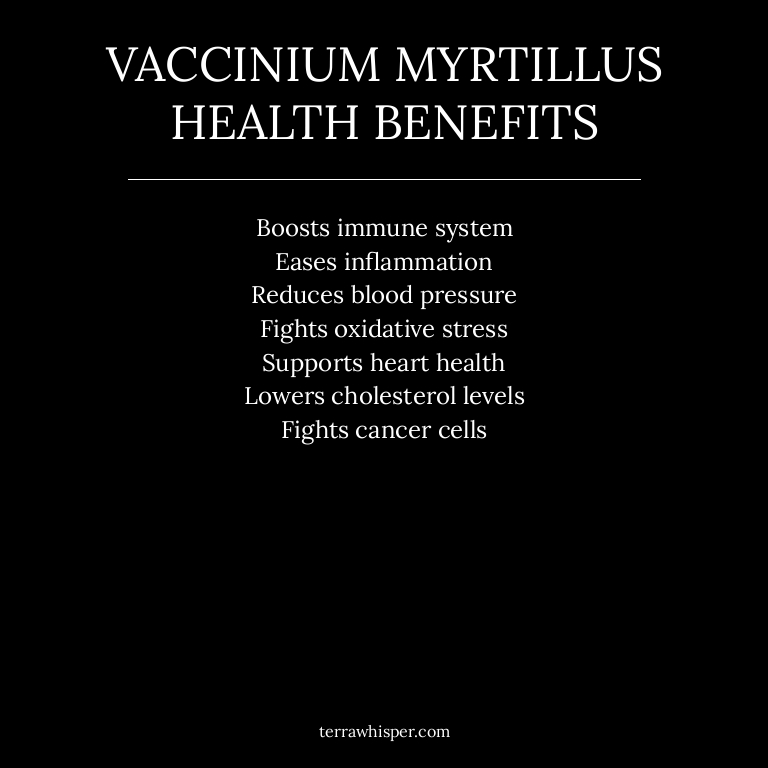 VACCINIUM MYRTILLUS
HEALTH BENEFITS
Boosts immune system
Eases inflammation
Reduces blood pressure
Fights oxidative stress
Supports heart health
Lowers cholesterol levels
Fights cancer cells
terrawhisper.com